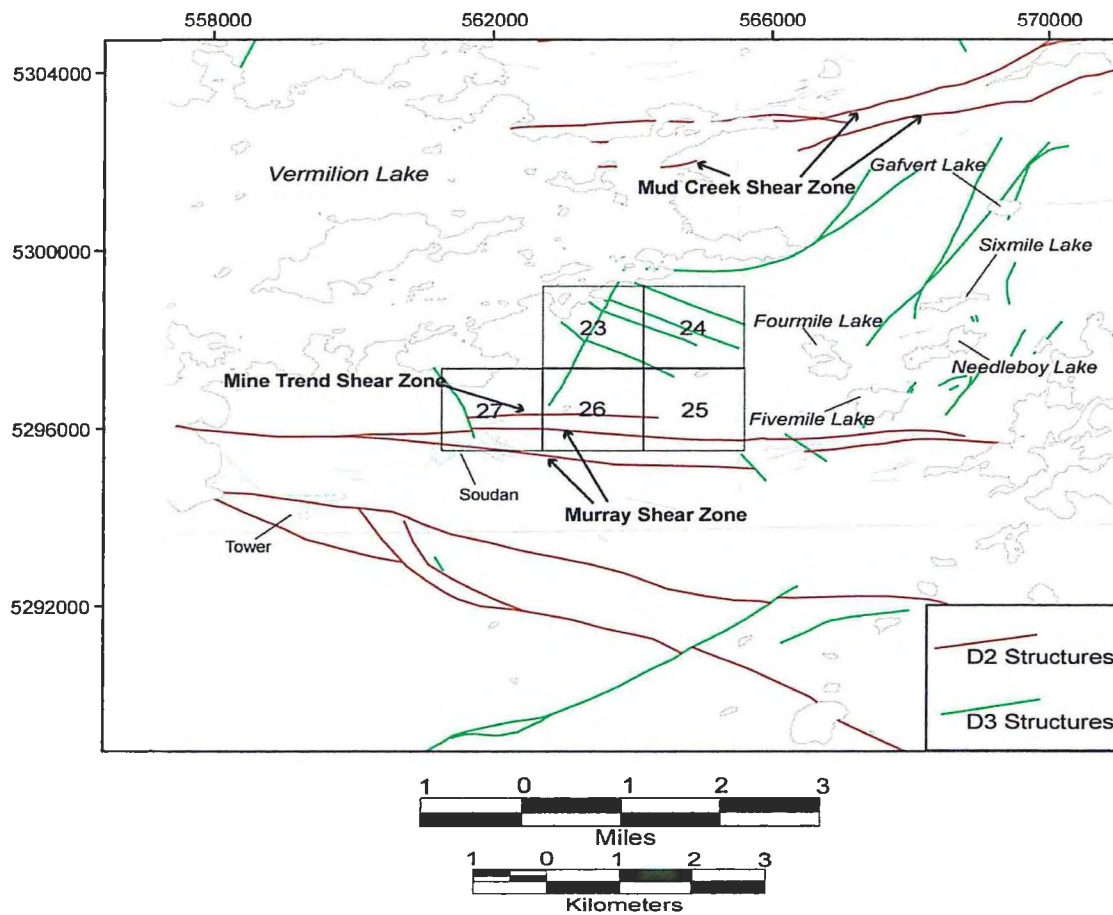 558000 562000 566000 570000
5304000
Vermilion Lake
Mud Creek Shear Zone
Gafvert Lake
5300000
Sixmile Lake
23 24
Fourmile Lake
Needleboy Lake
Mine Trend Shear Zone
27 26 25
Fivemile Lake
5296000
Soudan
Murray Shear Zone
Tower
5292000
D2 Structures
D3 Structures
1 0 1 2 3
Miles
1 0 1 2 3
Kilometers